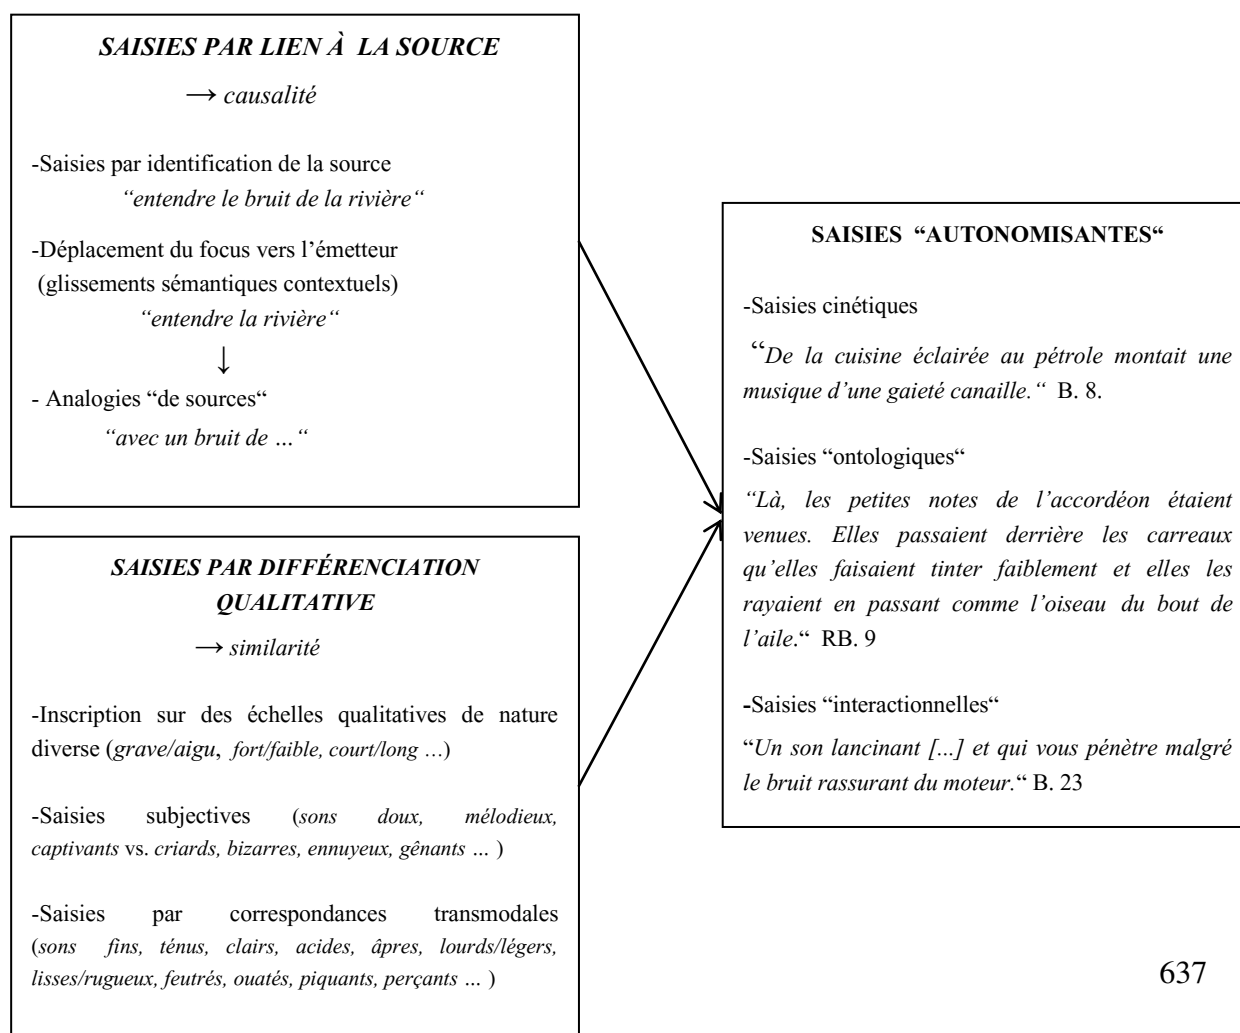 SAISIES PAR LIEN À LA SOURCE
→ causalité
-Saisies par identification de la source
“entendre le bruit de la rivière“
-Déplacement du focus vers l’émetteur
(glissements sémantiques contextuels)
“entendre la rivière“
↓
- Analogies “de sources“
“avec un bruit de …“
SAISIES PAR DIFFÉRENCIATION
QUALITATIVE
→ similarité
-Inscription sur des échelles qualitatives de nature
diverse (grave/aigu, fort/faible, court/long …)
-Saisies subjectives (sons doux, mélodieux,
captivants vs. criards, bizarres, ennuyeux, gênants … )
-Saisies par correspondances transmodales
(sons fins, ténus, clairs, acides, âpres, lourds/légers,
lisses/rugueux, feutrés, ouatés, piquants, perçants … )
SAISIES “AUTONOMISANTES“
-Saisies cinétiques
“De la cuisine éclairée au pétrole montait une
musique d’une gaieté canaille.“ B. 8.
-Saisies “ontologiques“
“Là, les petites notes de l’accordéon étaient
venues. Elles passaient derrière les carreaux
qu’elles faisaient tinter faiblement et elles les
rayaient en passant comme l’oiseau du bout de
l’aile.“ RB. 9
-Saisies “interactionnelles“
“Un son lancinant [...] et qui vous pénètre malgré
le bruit rassurant du moteur.“ B. 23
637